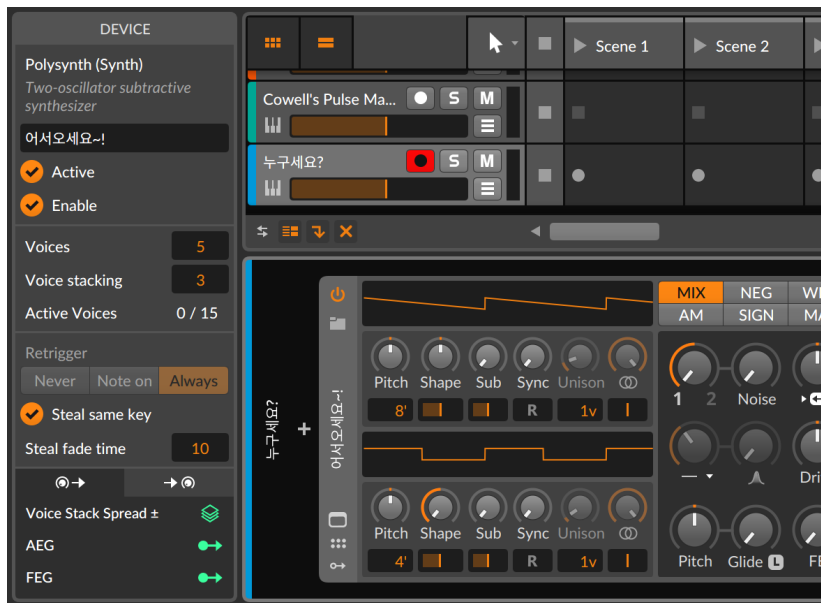 DEVICE
Polysynth (Synth)
Two-oscillator subtractive
synthesizer
어서오세요~!
Active
Enable
Voices 5
Voice stacking 3
Active Voices 0 / 15
Retrigger
Never Note on Always
Steal same key
Steal fade time 10
Voice Stack Spread ±
AEG
FEG
Scene 1 Scene 2
Cowell's Pulse Ma... S M
누구세요? S M
누구세요?
어서오세요~!
Pitch Shape Sub Sync Unison
8' R 1v
Pitch Shape Sub Sync Unison
4' R 1v
MIX NEG
AM SIGN
1 2 Noise
Pitch Glide L